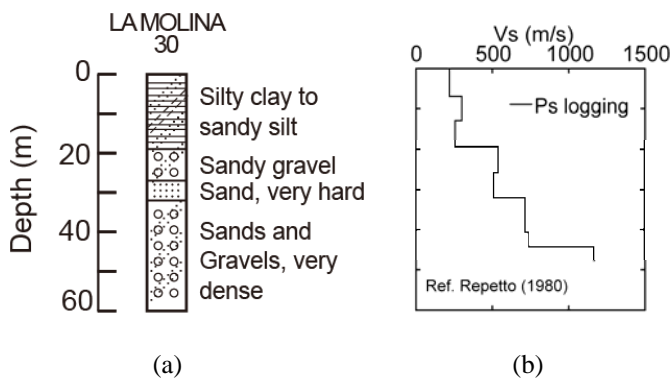 LA MOLINA
30
Depth (m)
0
20
40
60
Silty clay to
sandy silt
Sandy gravel
Sand, very hard
Sands and
Gravels, very
dense
(a)
Vs (m/s)
0 500 1000 1500
Ps logging
Ref. Repetto (1980)
(b)